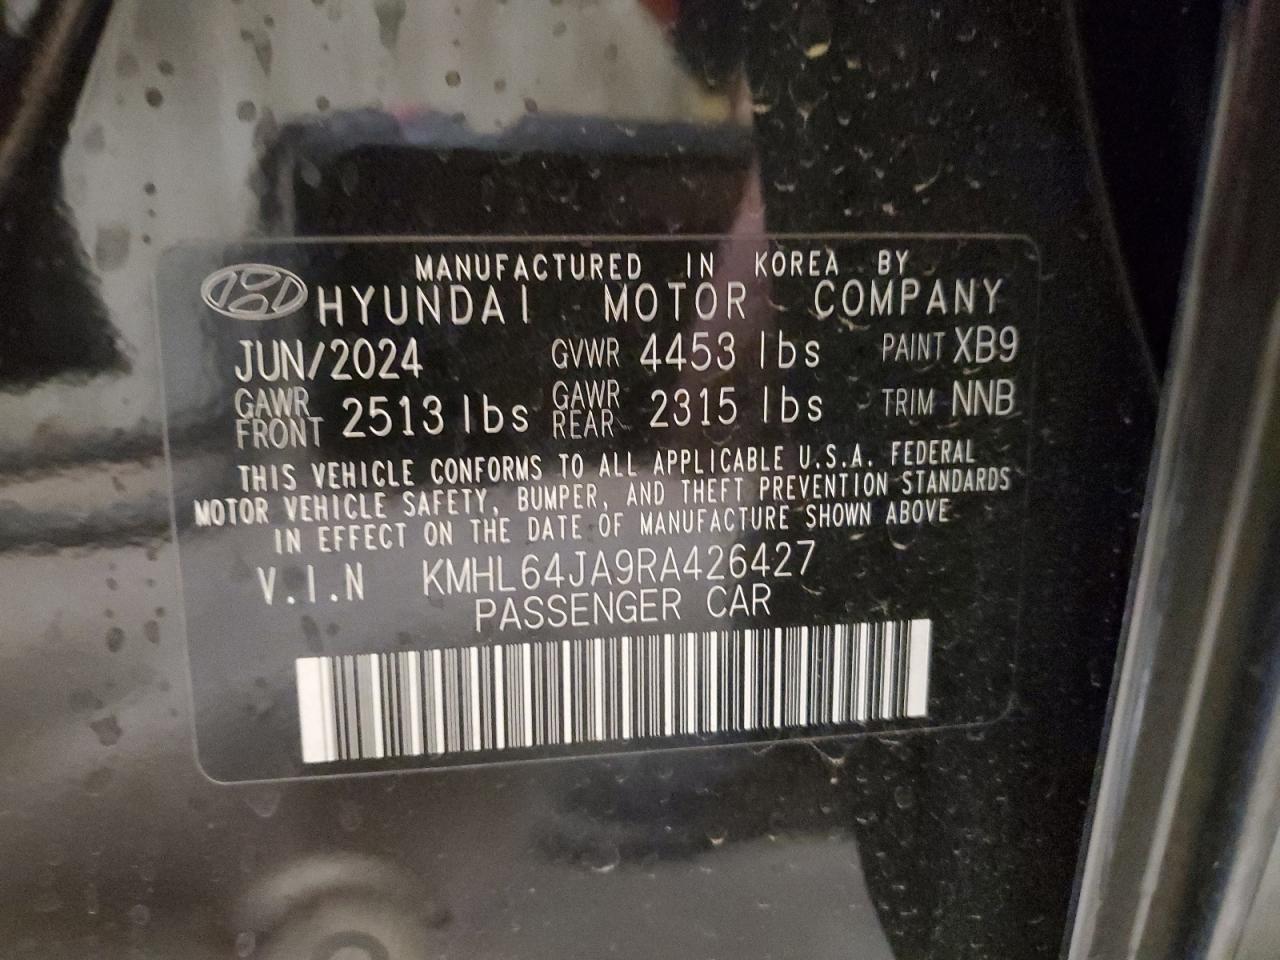 MANUFACTURED IN KOREA BY
HYUNDAI MOTOR COMPANY
JUN/2024 GVWR 4453 lbs PAINT XB9
GAWR FRONT 2513 lbs GAWR REAR 2315 lbs TRIM NNB
THIS VEHICLE CONFORMS TO ALL APPLICABLE U.S.A. FEDERAL
MOTOR VEHICLE SAFETY, BUMPER, AND THEFT PREVENTION STANDARDS
IN EFFECT ON THE DATE OF MANUFACTURE SHOWN ABOVE
V.I.N KMHL64JA9RA426427
PASSENGER CAR